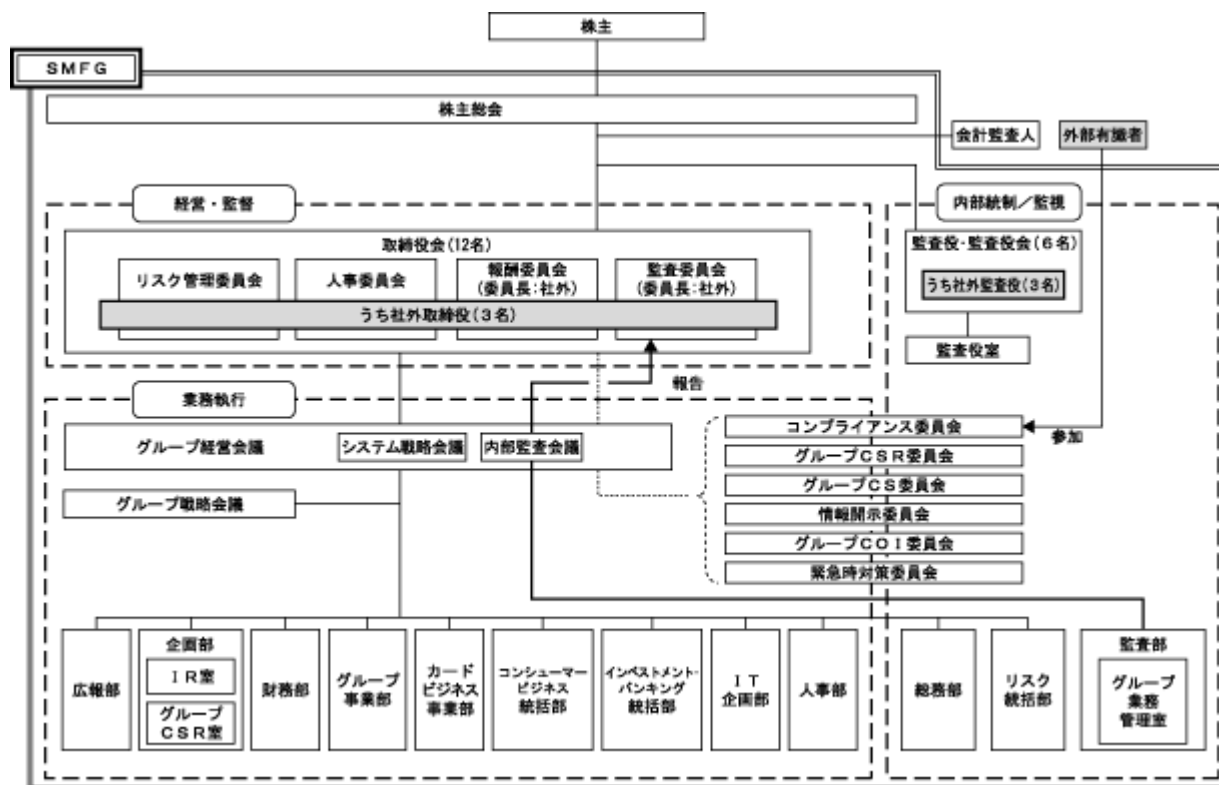 株主
SMFG
株主総会
会計監査人
外部有識者
経営・監督
内部統制／監視
取締役会(12名)
監査役・監査役会(６名)
リスク管理委員会
人事委員会
報酬委員会
(委員長:社外)
監査委員会
(委員長:社外)
うち社外取締役(３名)
うち社外監査役(３名)
監査役室
報告
業務執行
グループ経営会議
システム戦略会議
内部監査会議
コンプライアンス委員会
参加
グループCSR委員会
グループCS委員会
情報開示委員会
グループCOI委員会
緊急時対策委員会
グループ戦略会議
広報部
企画部
IR室
グループ
CSR室
財務部
グループ
事業部
カード
ビジネス
事業部
コンシューマー
ビジネス
統括部
インベストメント・
バンキング
統括部
IT
企画部
人事部
総務部
リスク
統括部
監査部
グループ
業務
管理室